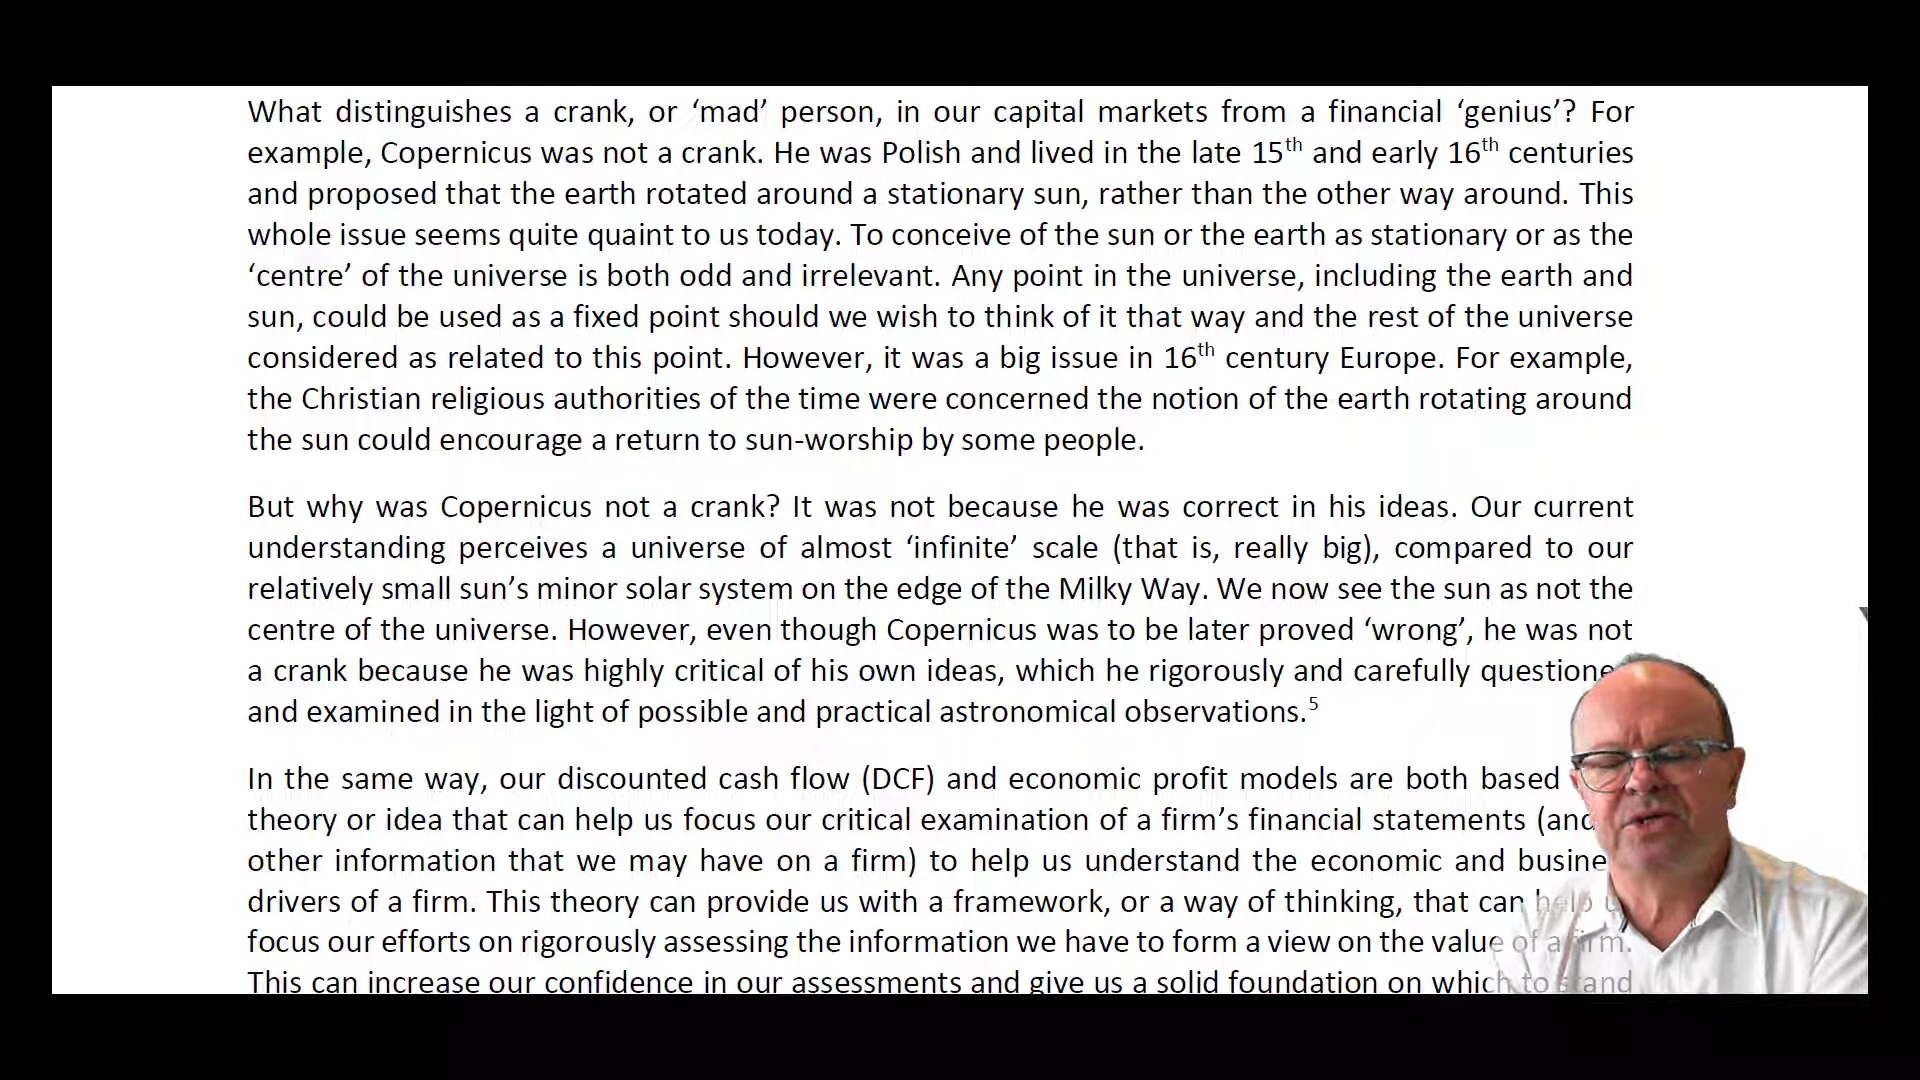 What distinguishes a crank, or ‘mad’ person, in our capital markets from a financial ‘genius’? For
example, Copernicus was not a crank. He was Polish and lived in the late 15th and early 16th centuries
and proposed that the earth rotated around a stationary sun, rather than the other way around. This
whole issue seems quite quaint to us today. To conceive of the sun or the earth as stationary or as the
‘centre’ of the universe is both odd and irrelevant. Any point in the universe, including the earth and
sun, could be used as a fixed point should we wish to think of it that way and the rest of the universe
considered as related to this point. However, it was a big issue in 16th century Europe. For example,
the Christian religious authorities of the time were concerned the notion of the earth rotating around
the sun could encourage a return to sun-worship by some people.
But why was Copernicus not a crank? It was not because he was correct in his ideas. Our current
understanding perceives a universe of almost ‘infinite’ scale (that is, really big), compared to our
relatively small sun’s minor solar system on the edge of the Milky Way. We now see the sun as not the
centre of the universe. However, even though Copernicus was to be later proved ‘wrong’, he was not
a crank because he was highly critical of his own ideas, which he rigorously and carefully questione
and examined in the light of possible and practical astronomical observations.5
In the same way, our discounted cash flow (DCF) and economic profit models are both based
theory or idea that can help us focus our critical examination of a firm’s financial statements (and
other information that we may have on a firm) to help us understand the economic and busine
drivers of a firm. This theory can provide us with a framework, or a way of thinking, that can help
focus our efforts on rigorously assessing the information we have to form a view on the value of a firm.
This can increase our confidence in our assessments and give us a solid foundation on which to stand